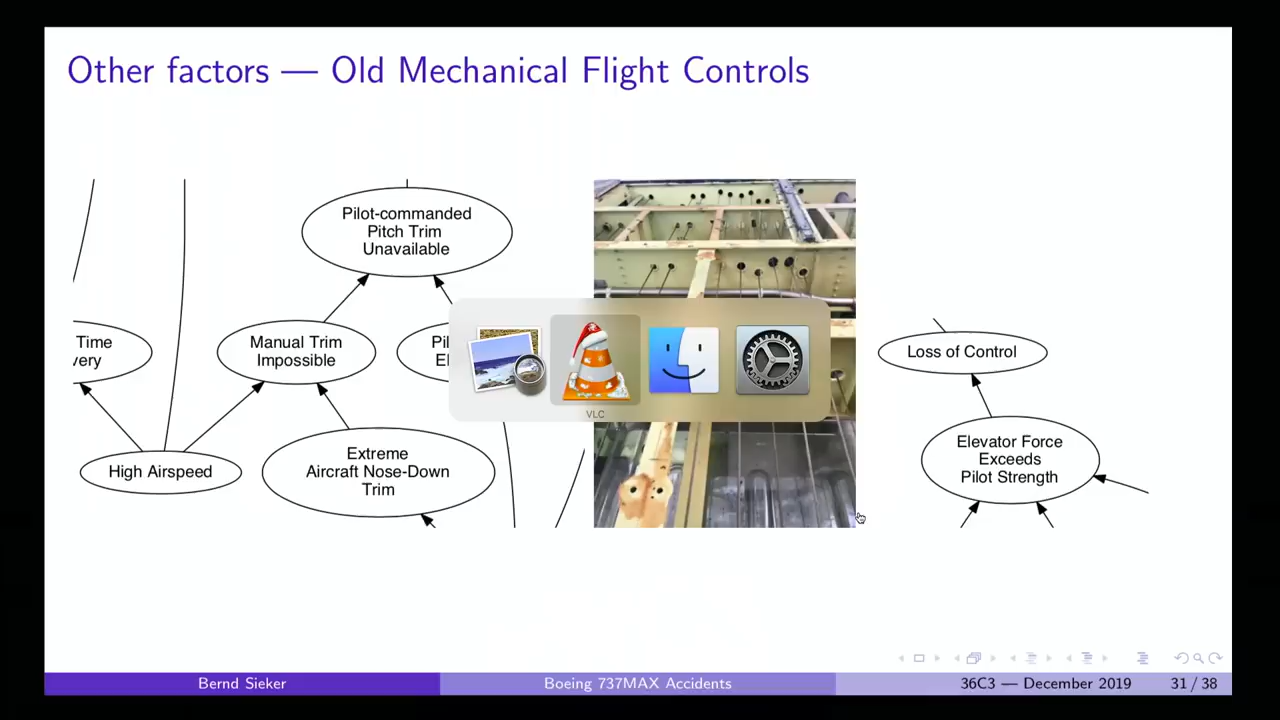 Other factors — Old Mechanical Flight Controls
Pilot-commanded
Pitch Trim
Unavailable
Time
very
Manual Trim
Impossible
Pil
El
Loss of Control
High Airspeed
Extreme
Aircraft Nose-Down
Trim
Elevator Force
Exceeds
Pilot Strength
VLC
Bernd Sieker
Boeing 737MAX Accidents
36C3 — December 2019
31 / 38